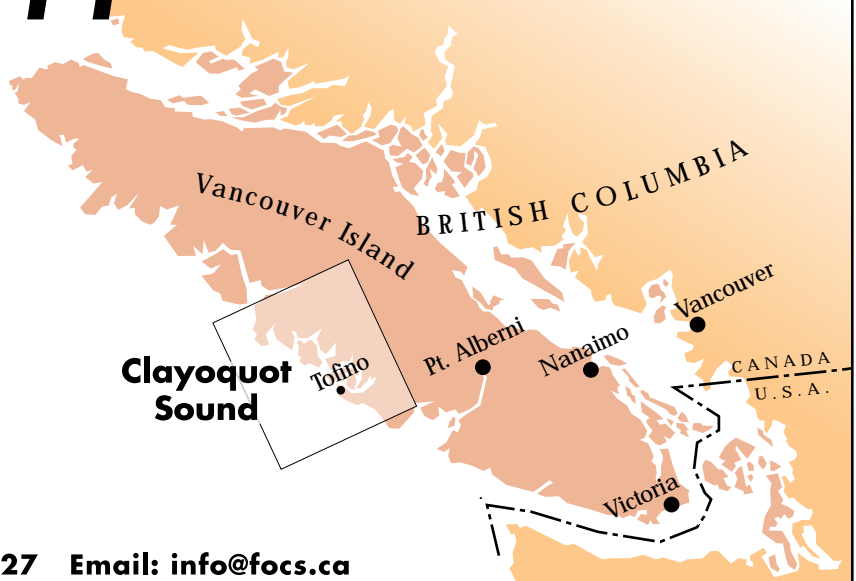 Vancouver Island
BRITISH COLUMBIA
Vancouver
Pt. Alberni
Nanaimo
CANADA
U.S.A.
Clayoquot
Sound
Tofino
Victoria
27 Email: info@focs.ca